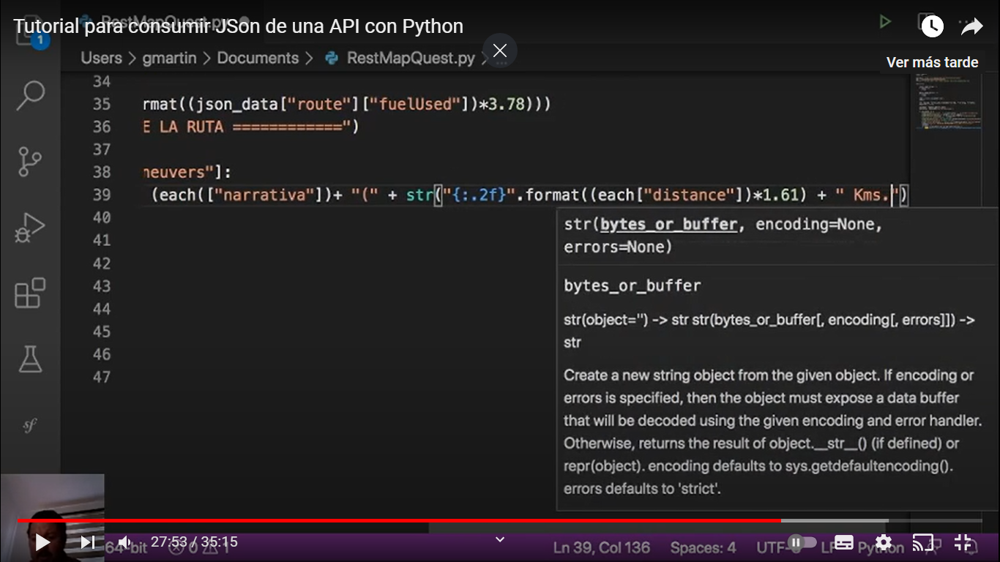 Tutorial para consumir JSon de una API con Python
RestMapQuest.py
1
Users > gmartin > Documents > RestMapQuest.py > ...
Ver más tarde
34
35 rmat((json_data["route"]["fuelUsed"])*3.78)))
36 E LA RUTA ============")
37
38 neuvers"]:
39 (each(["narrativa"])+ "(" + str("{:.2f}".format((each["distance"])*1.61) + " Kms.")
40
41
42
43
44
45
46
47
str(bytes_or_buffer, encoding=None,
errors=None)
bytes_or_buffer
str(object='') -> str str(bytes_or_buffer[, encoding[, errors]]) ->
str
Create a new string object from the given object. If encoding or
errors is specified, then the object must expose a data buffer
that will be decoded using the given encoding and error handler.
Otherwise, returns the result of object.__str__() (if defined) or
repr(object). encoding defaults to sys.getdefaultencoding().
errors defaults to 'strict'.
27:53 / 35:15
64-bit 0 1 Ln 39, Col 136 Spaces: 4 UTF-8 LF Python